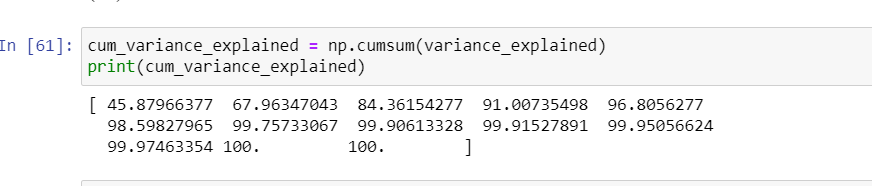 In [61]: cum_variance_explained = np.cumsum(variance_explained)
print(cum_variance_explained)
[ 45.87966377  67.96347043  84.36154277  91.00735498  96.8056277
98.59827965  99.75733067  99.90613328  99.91527891  99.95056624
99.97463354 100.         100.        ]